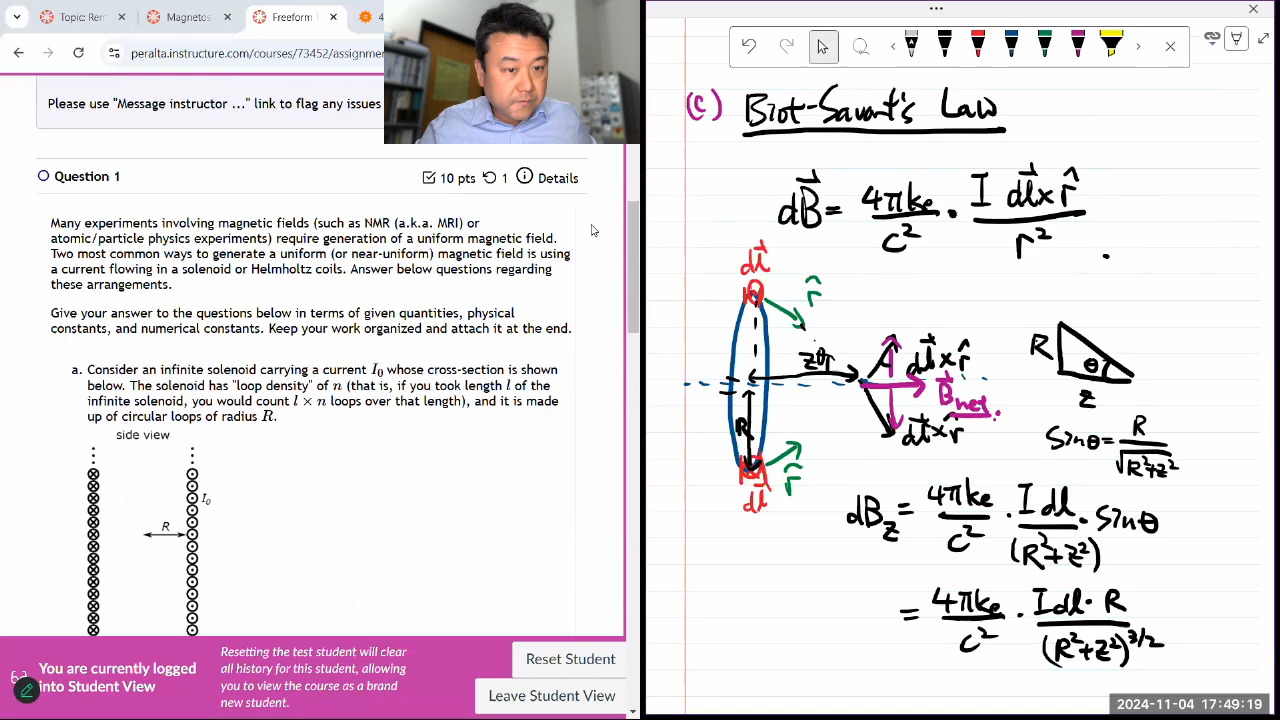 Topic: Rem
Magnetos
Freeform
peralta.instructure.com/courses/73452/assignme
Please use "Message instructor ..." link to flag any issues
Question 1
10 pts
1
Details
Many experiments involving magnetic fields (such as NMR (a.k.a. MRI) or
atomic/particle physics experiments) require generation of a uniform magnetic field.
Two most common ways to generate a uniform (or near-uniform) magnetic field is using
a current flowing in a solenoid or Helmholtz coils. Answer below questions regarding
these arrangements.
Give your answer to the questions below in terms of given quantities, physical
constants, and numerical constants. Keep your work organized and attach it at the end.
a. Consider an infinite solenoid carrying a current I₀ whose cross-section is shown
below. The solenoid has "loop density" of n (that is, if you took length l of the
infinite solenoid, you would count l × n loops over that length), and it is made
up of circular loops of radius R.
side view
I₀
R
You are currently logged
into Student View
Resetting the test student will
clear all history for this student, allowing
you to view the course as a brand
new student.
Reset Student
Leave Student View
(c) Biot-Savart's Law
dB⃗ = 4πke/c² · I dl⃗ × r̂ / r²
dl⃗
r̂
dl⃗ × r̂
B⃗net
R
dl⃗ × r̂
r̂
dl
R
θ
z
Sinθ = R/√(R²+z²)
dBz = 4πke/c² · I dl/(R²+z²) · Sinθ
= 4πke/c² · I dl · R/(R²+z²)^3/2
2024-11-04 17:49:19